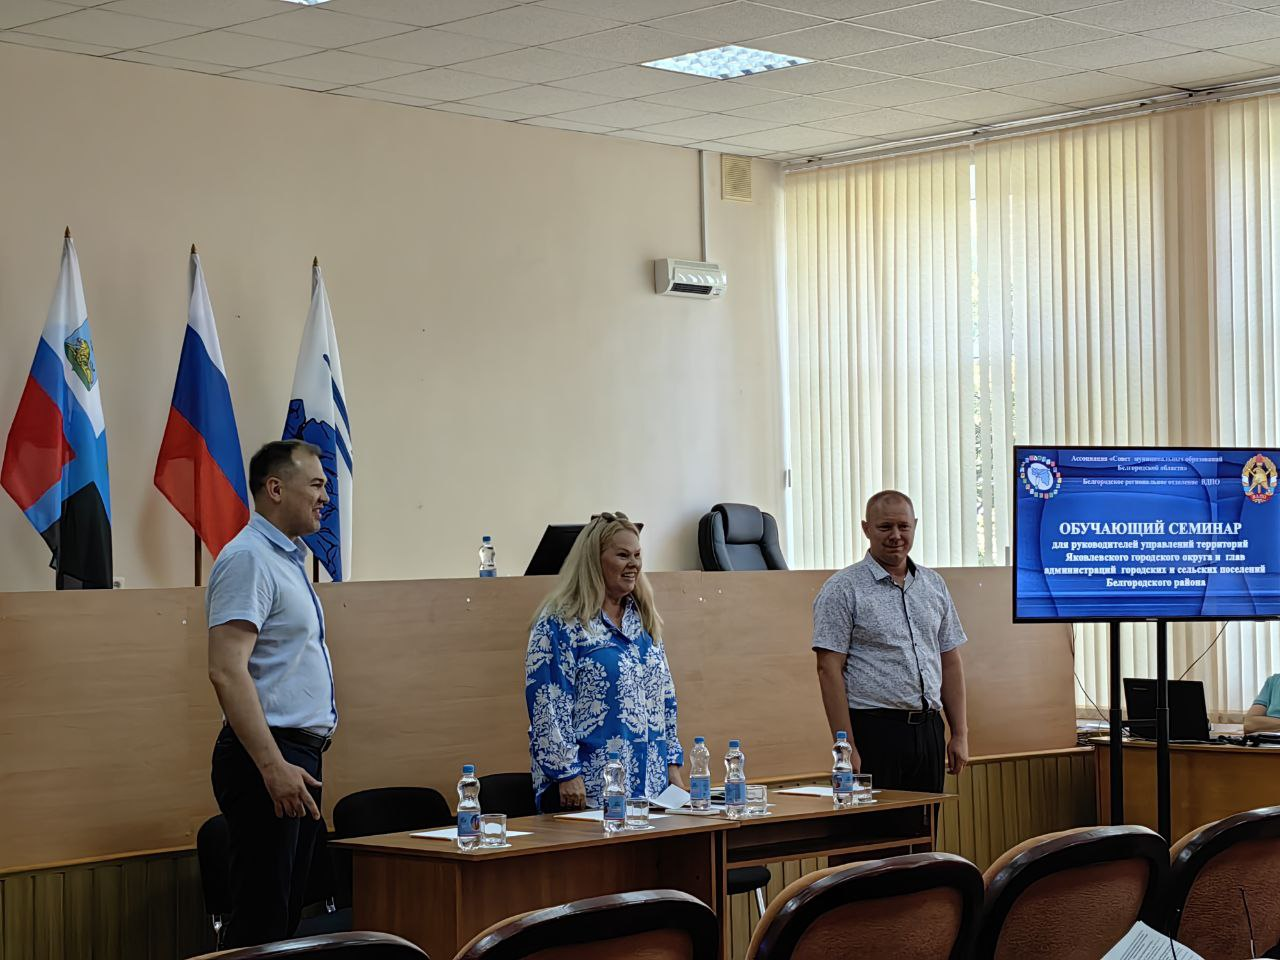 Ассоциация «Совет муниципальных образований
Белгородской области»
Белгородское региональное отделение ВДПО
ОБУЧАЮЩИЙ СЕМИНАР
для руководителей управлений территорий
Яковлевского городского округа и глав
администраций городских и сельских поселений
Белгородского района